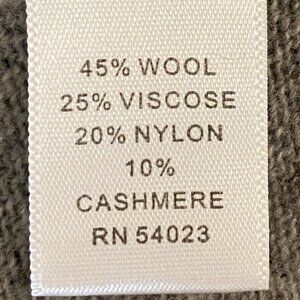 45% WOOL
25% VISCOSE
20% NYLON
10%
CASHMERE
RN 54023